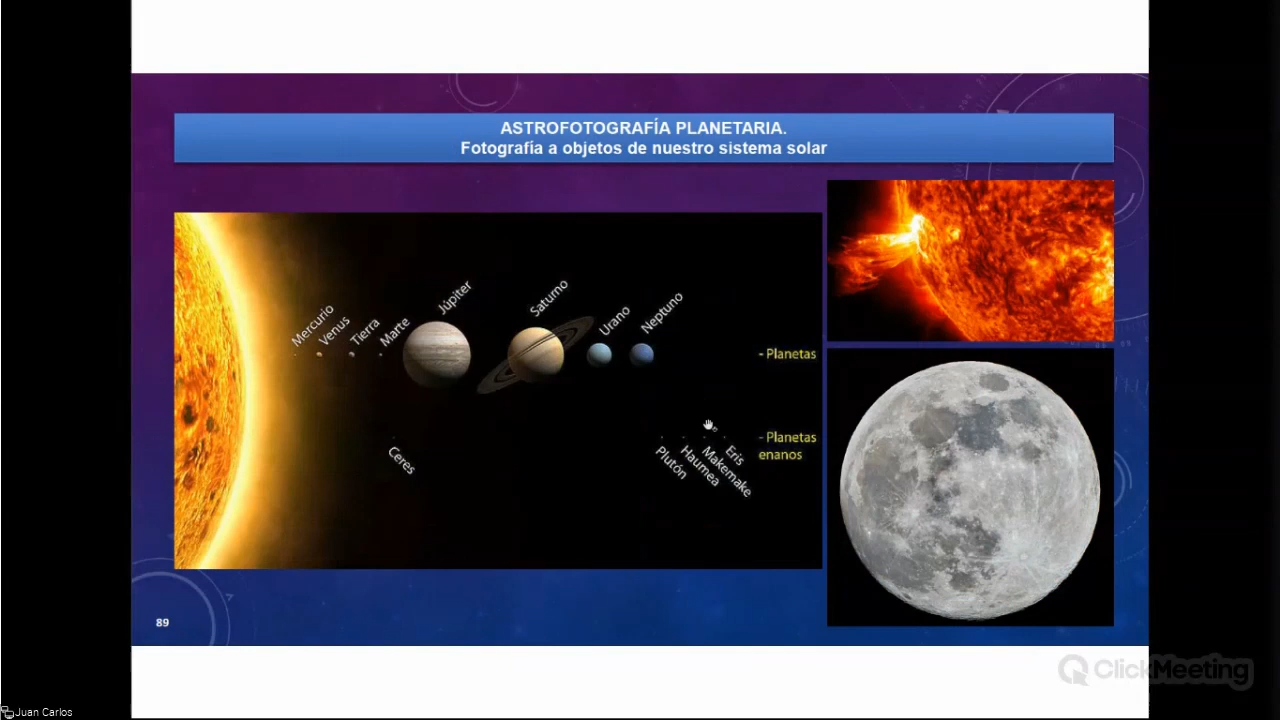 ASTROFOTOGRAFÍA PLANETARIA.
Fotografía a objetos de nuestro sistema solar
Mercurio
Venus
Tierra
Marte
Júpiter
Saturno
Urano
Neptuno
- Planetas
Ceres
Plutón
Haumea
Makemake
Eris
- Planetas
enanos
89
ClickMeeting
Juan Carlos